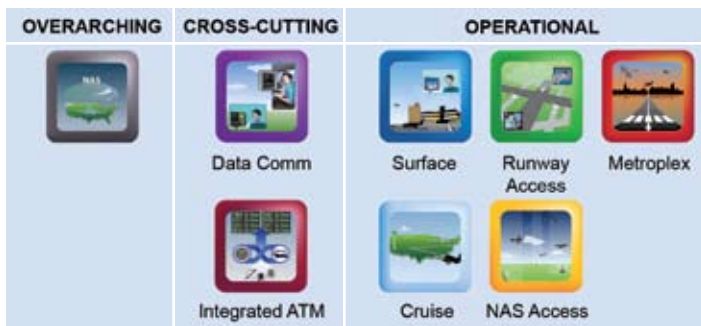 OVERARCHING CROSS-CUTTING OPERATIONAL
NAS
Data Comm Surface Runway Access Metroplex
Integrated ATM Cruise NAS Access